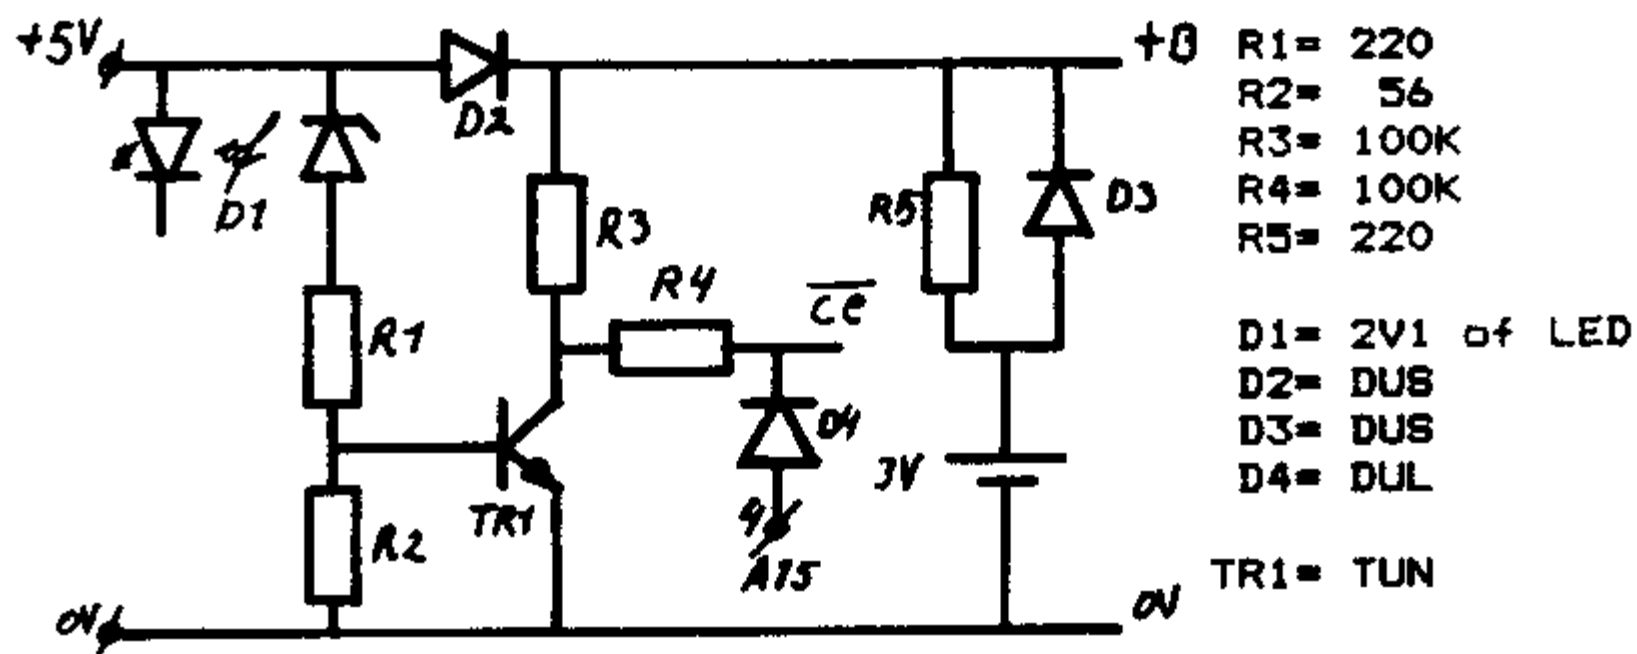 +5V
D1
D2
R1
R2
R3
R4
TR1
CE
D4
A15
R5
D3
3V
+B
0V
0V
R1= 220
R2= 56
R3= 100K
R4= 100K
R5= 220
D1= 2V1 of LED
D2= DUS
D3= DUS
D4= DUL
TR1= TUN